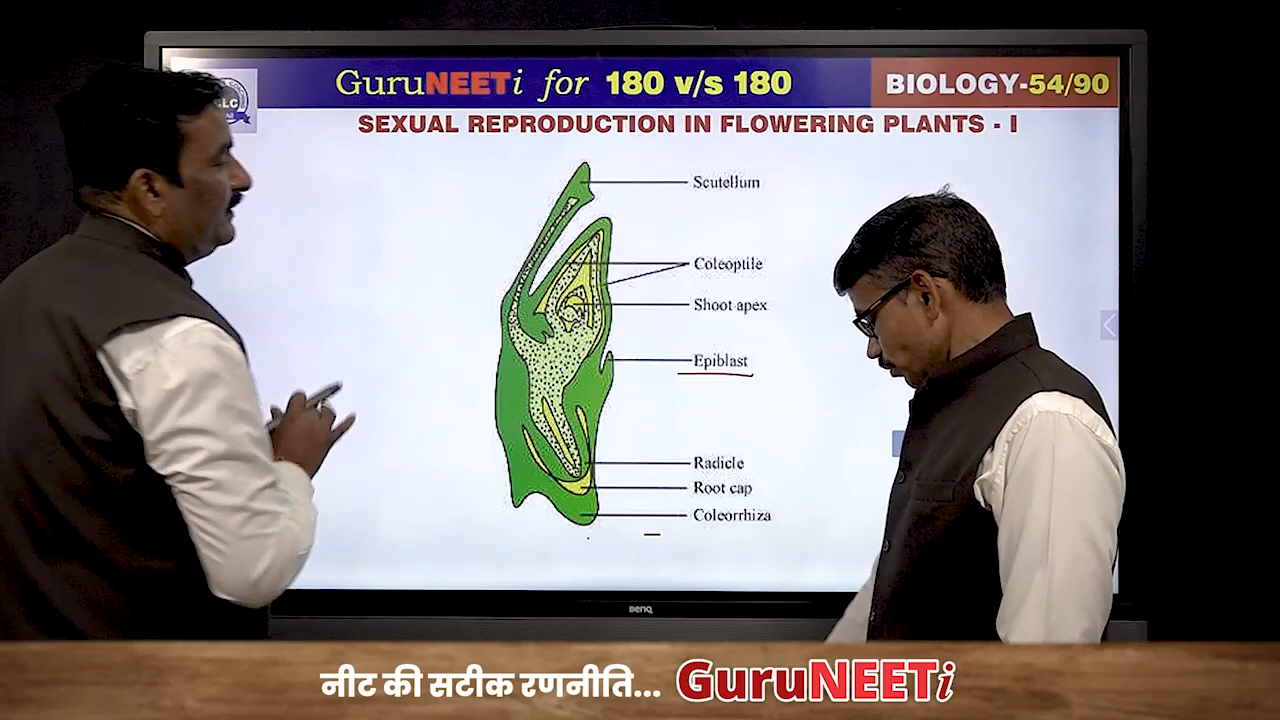 GuruNEETi for 180 v/s 180
BIOLOGY-54/90
SEXUAL REPRODUCTION IN FLOWERING PLANTS - I
Scutellum
Coleoptile
Shoot apex
Epiblast
Radicle
Root cap
Coleorrhiza
BenQ
नीट की सटीक रणनीति... GuruNEETi